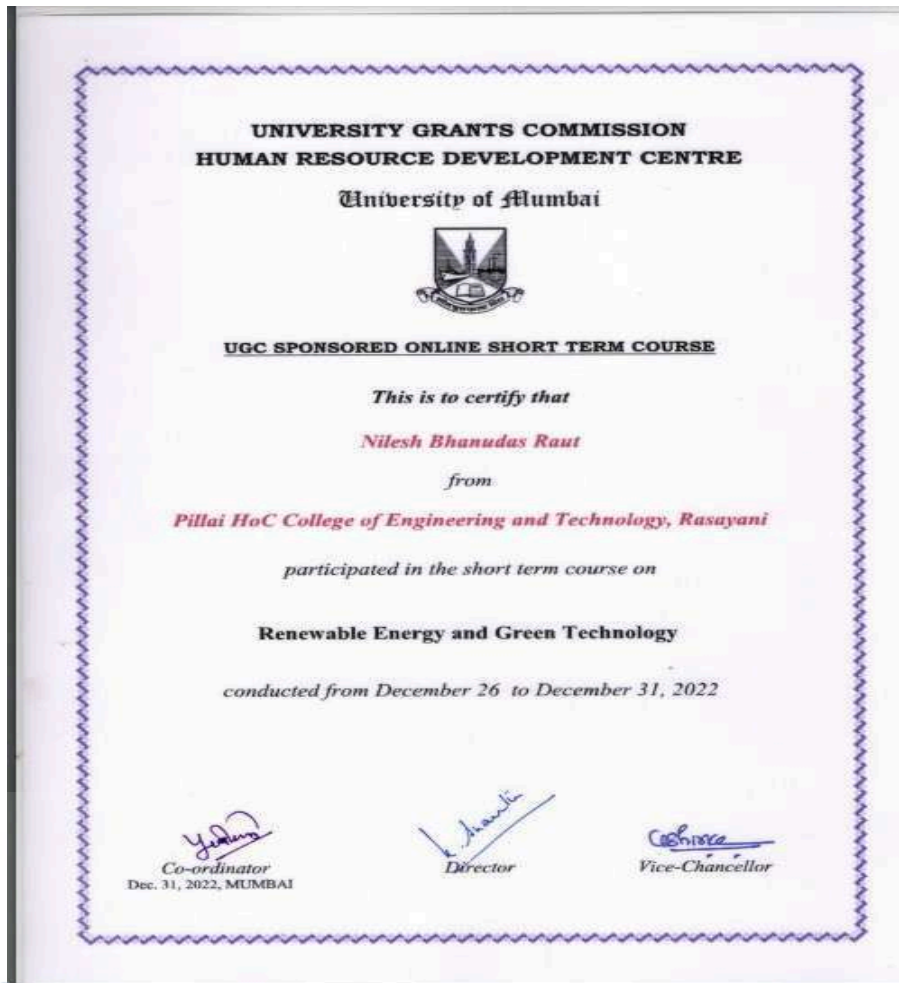 UNIVERSITY GRANTS COMMISSION
HUMAN RESOURCE DEVELOPMENT CENTRE
University of Mumbai
UGC SPONSORED ONLINE SHORT TERM COURSE
This is to certify that
Nilesh Bhanudas Raut
from
Pillai HoC College of Engineering and Technology, Rasayani
participated in the short term course on
Renewable Energy and Green Technology
conducted from December 26 to December 31, 2022
Co-ordinator Director Vice-Chancellor
Dec. 31, 2022, MUMBAI